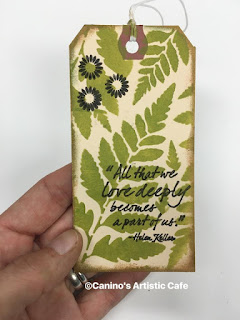 "All that we
love deeply
becomes
a part of us."
—Helen Keller
©Canino's Artistic Cafe